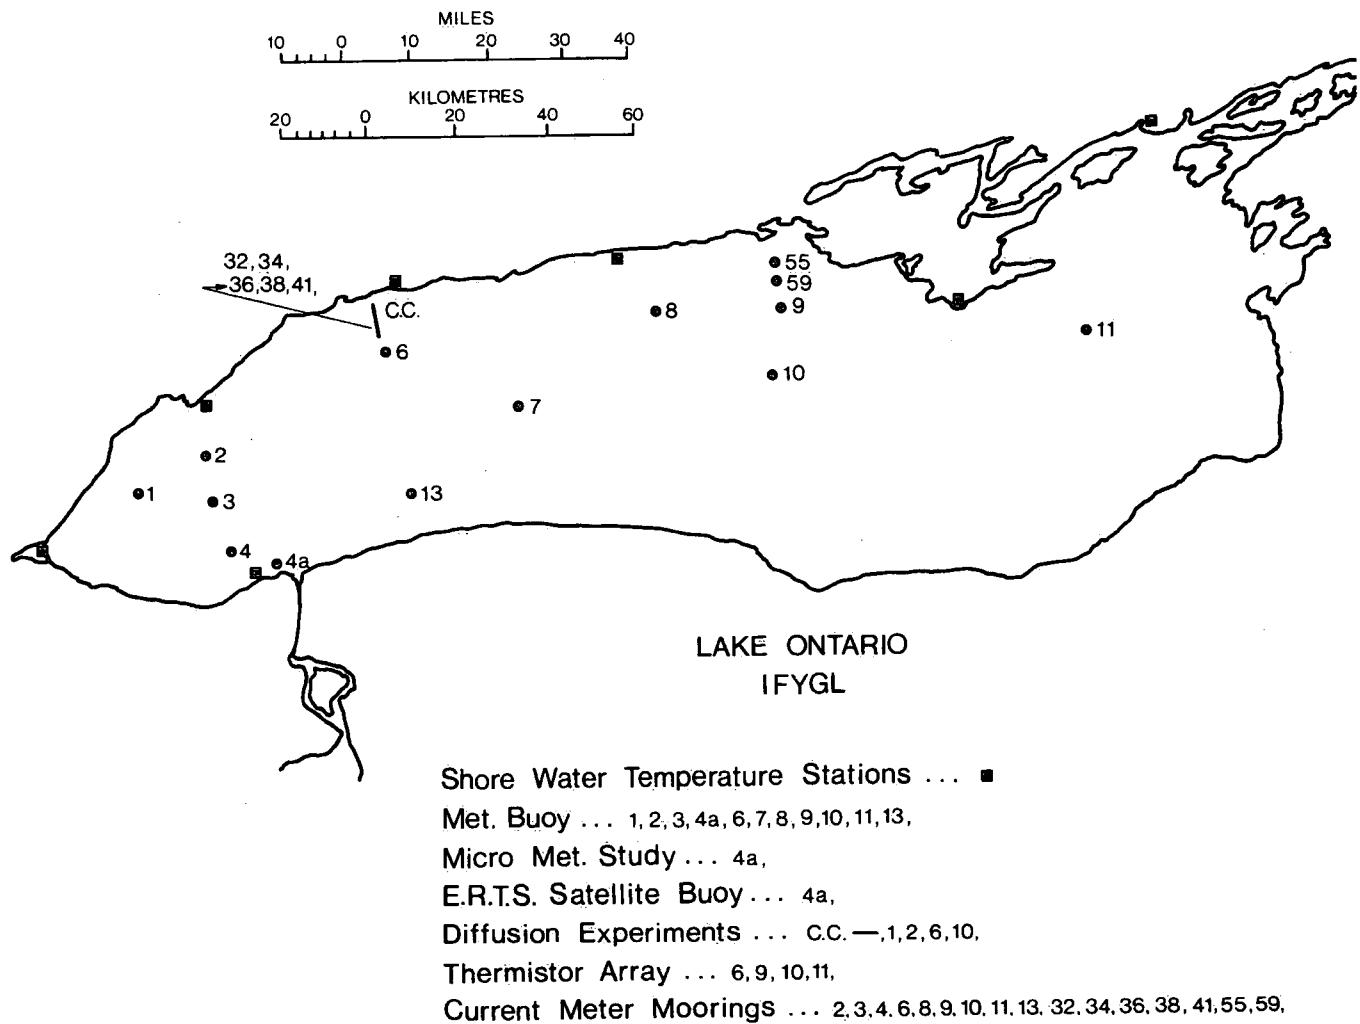 MILES
10 0 10 20 30 40
KILOMETRES
20 0 20 40 60
32, 34,
36, 38, 41,
C.C.
55
59
8
9
6
11
10
7
2
1
3
13
4
4a
LAKE ONTARIO
IFYGL
Shore Water Temperature Stations ...
Met. Buoy ... 1, 2, 3, 4a, 6, 7, 8, 9, 10, 11, 13,
Micro Met. Study ... 4a,
E.R.T.S. Satellite Buoy ... 4a,
Diffusion Experiments ... C.C. —, 1, 2, 6, 10,
Thermistor Array ... 6, 9, 10, 11,
Current Meter Moorings ... 2, 3, 4, 6, 8, 9, 10, 11, 13, 32, 34, 36, 38, 41, 55, 59,